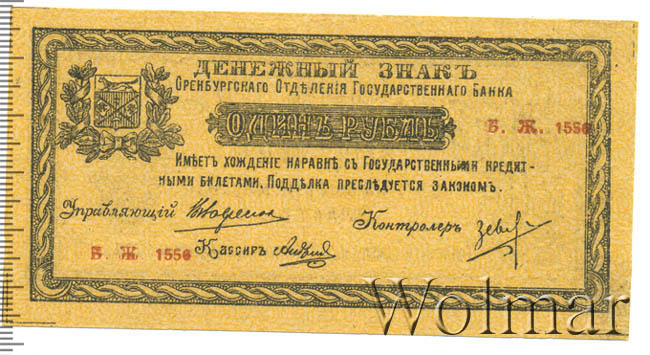 ДЕНЕЖНЫЙ ЗНАКЪ
Оренбургскаго Отдѣленія Государственнаго Банка
ОДИНЪ РУБЛЬ
Б. Ж. 1556
Имѣетъ хожденіе наравнѣ съ Государственными кредит-
ными билетами. Поддѣлка преслѣдуется закономъ.
Управляющій
Контролеръ
Б. Ж 1556
Кассиръ
Wolmar